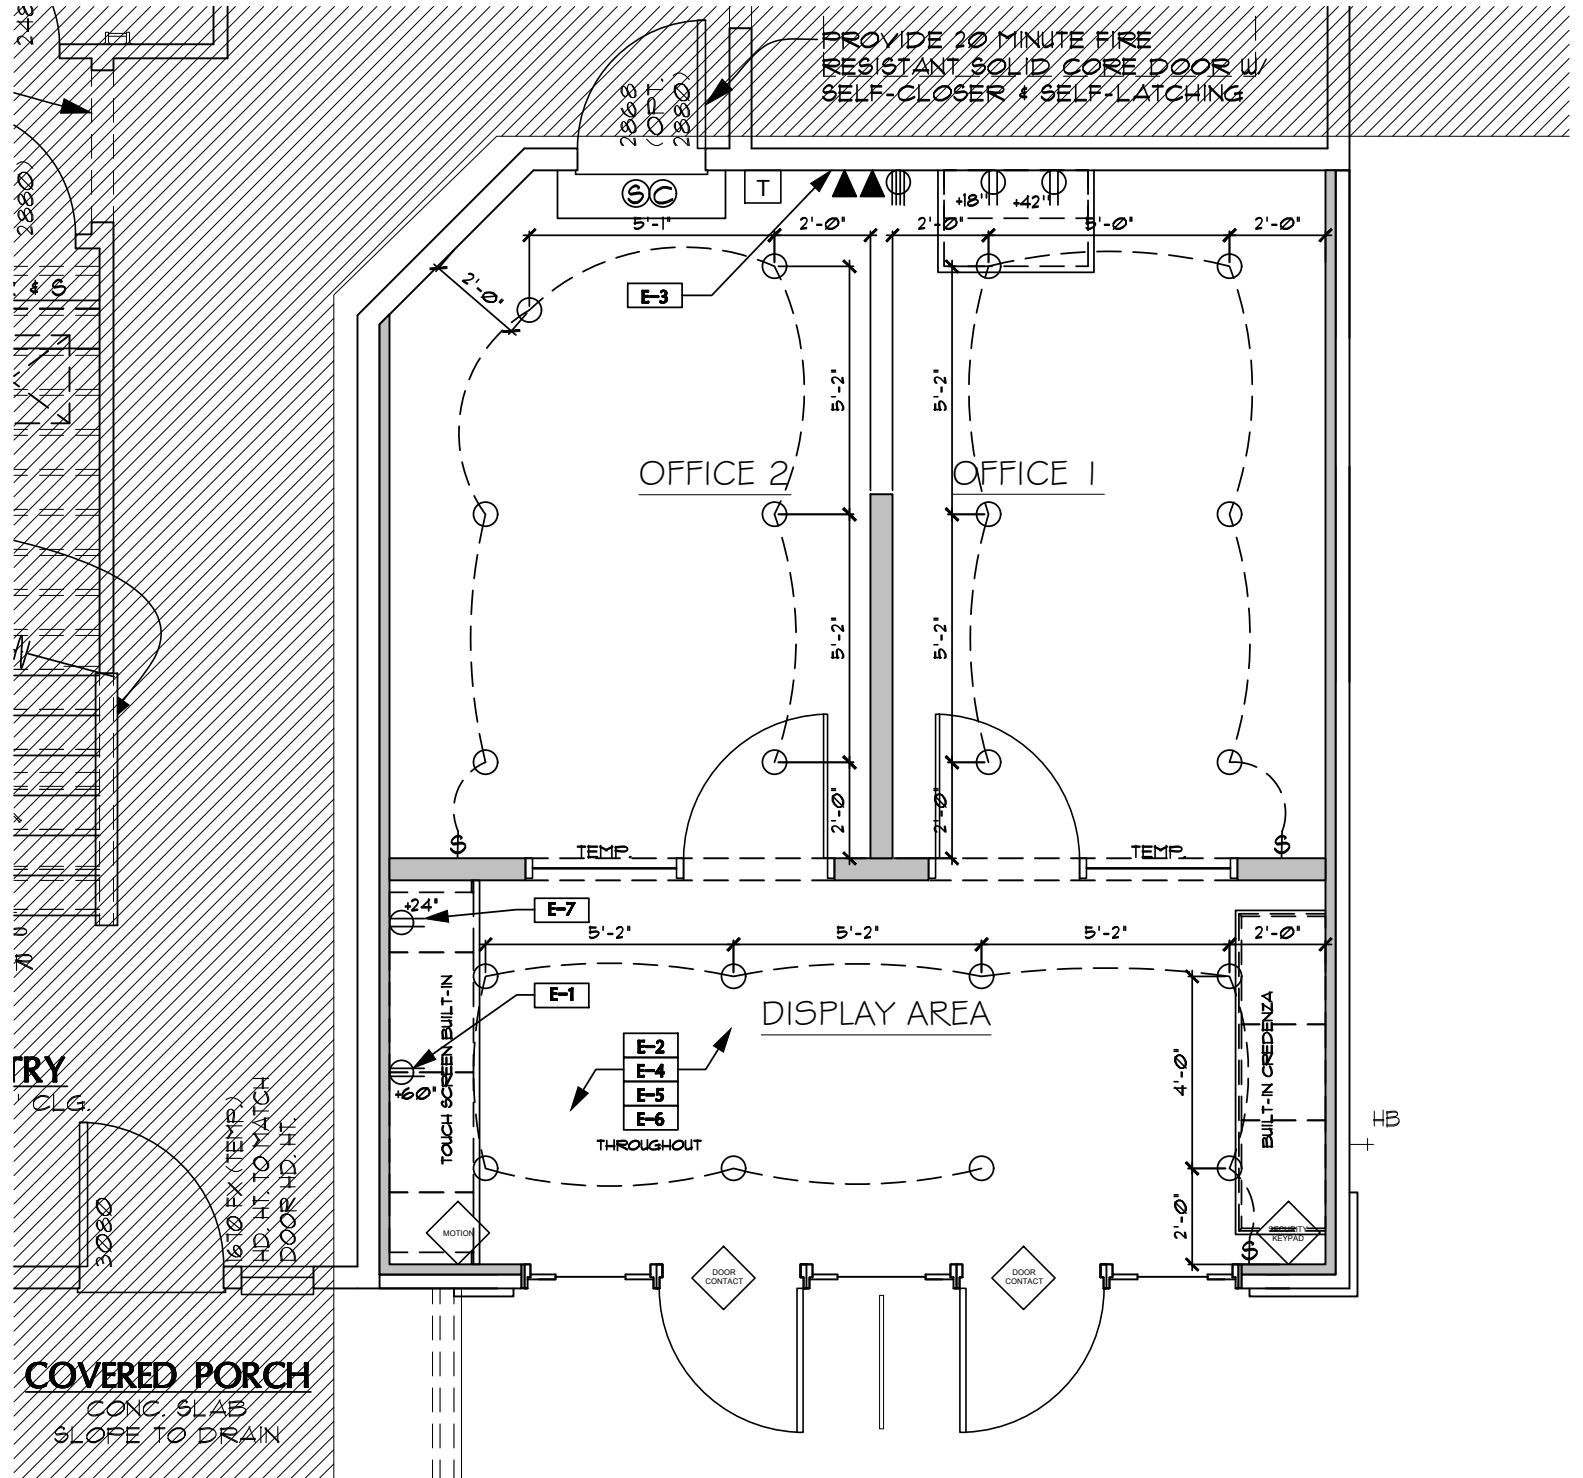 248
PROVIDE 20 MINUTE FIRE
RESISTANT SOLID CORE DOOR W/
SELF-CLOSER & SELF-LATCHING
2868
(OPT.
2880)
2880)
S C
T
+18"
+42"
5'-1"
2'-0"
2'-0"
5'-0"
2'-0"
2'-0"
E-3
& S
5'-2"
5'-2"
OFFICE 2
OFFICE 1
5'-2"
5'-2"
2'-0"
2'-0"
$
TEMP.
TEMP.
$
+24"
E-7
5'-2"
5'-2"
5'-2"
2'-0"
E-1
DISPLAY AREA
TOUCH SCREEN BUILT-IN
BUILT-IN CREDENZA
+60"
E-2
E-4
E-5
E-6
THROUGHOUT
4'-0"
2'-0"
HB
TRY
' CLG.
3080
1670 FX (TEMP.)
HD. HT. TO MATCH
DOOR HD. HT.
MOTION
DOOR
CONTACT
DOOR
CONTACT
$
SECURITY
KEYPAD
COVERED PORCH
CONC. SLAB
SLOPE TO DRAIN